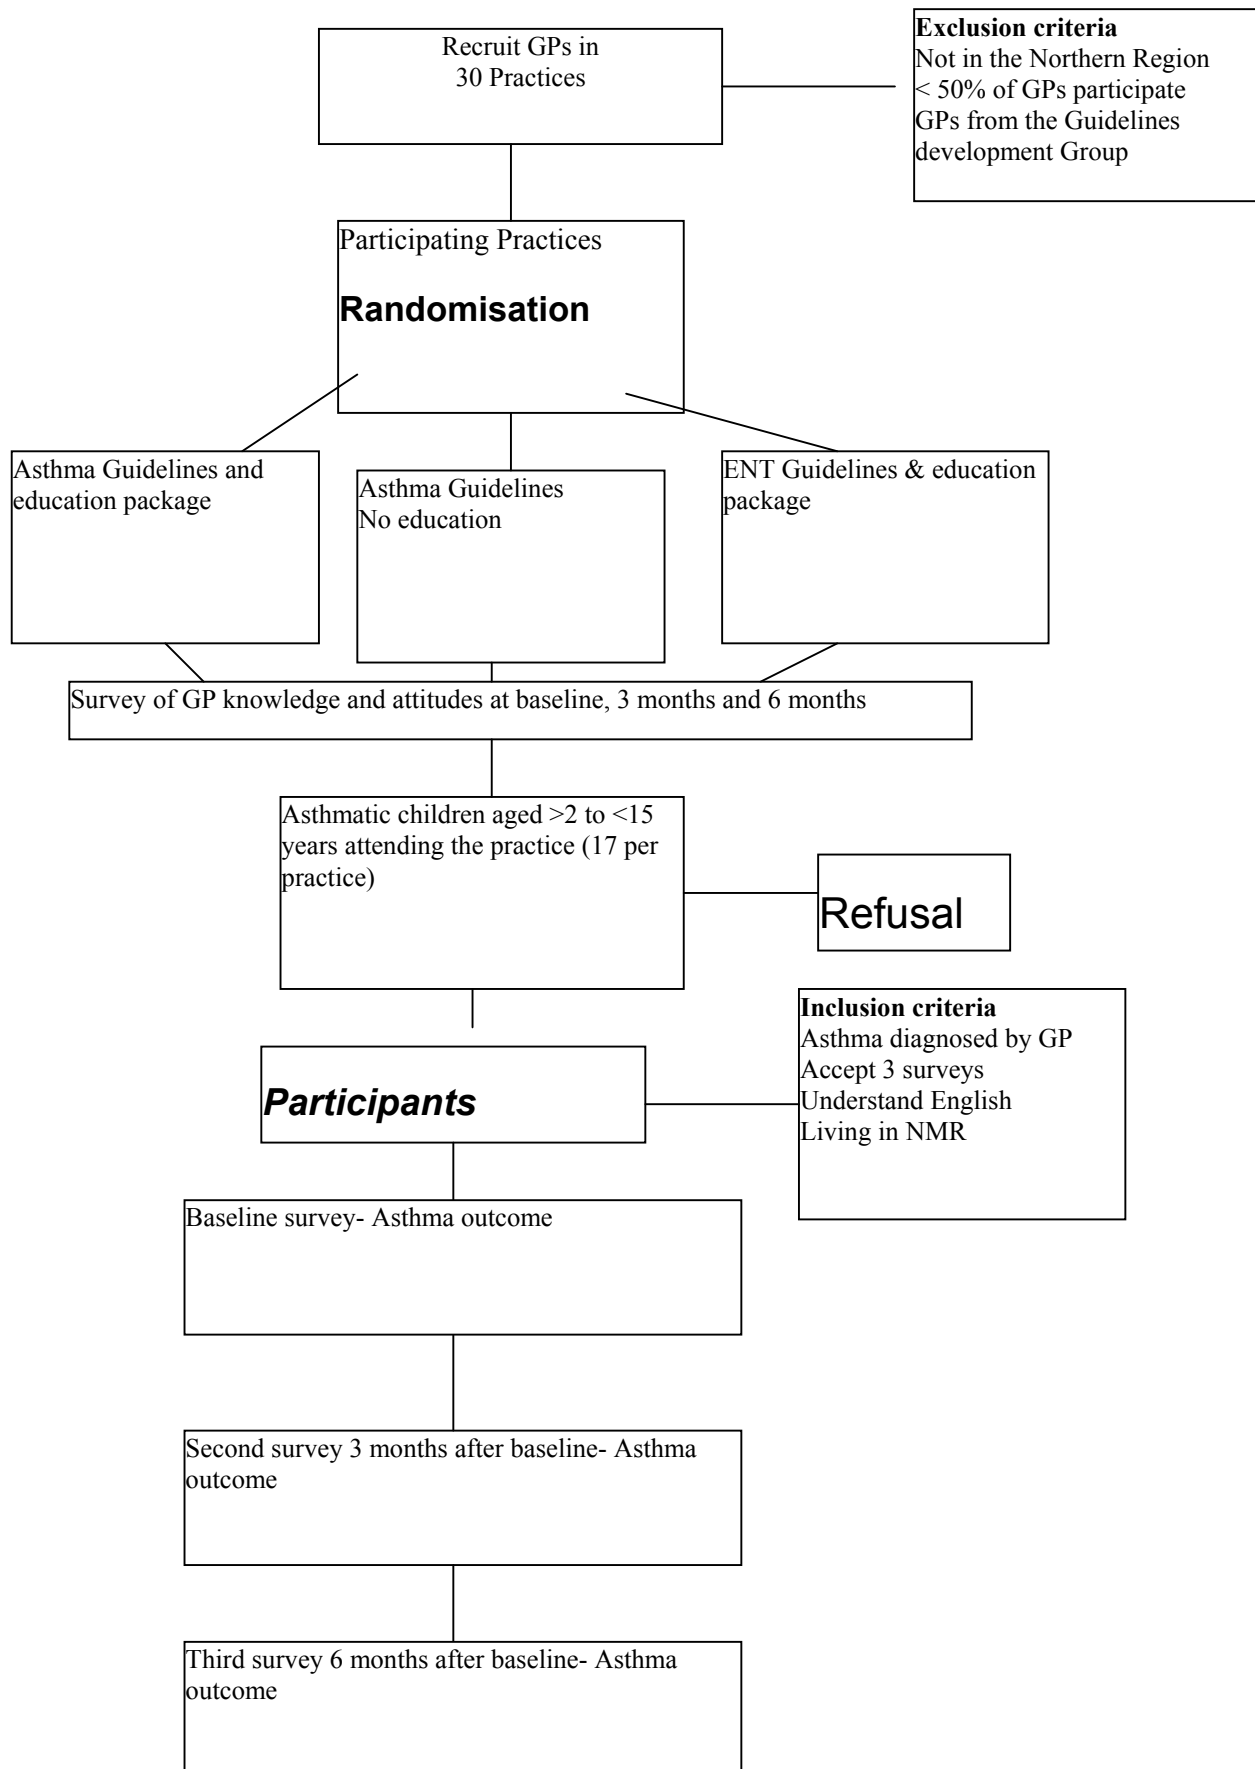 Recruit GPs in
30 Practices
Exclusion criteria
Not in the Northern Region
< 50% of GPs participate
GPs from the Guidelines
development Group
Participating Practices
Randomisation
Asthma Guidelines and
education package
Asthma Guidelines
No education
ENT Guidelines & education
package
Survey of GP knowledge and attitudes at baseline, 3 months and 6 months
Asthmatic children aged >2 to <15
years attending the practice (17 per
practice)
Refusal
Inclusion criteria
Asthma diagnosed by GP
Accept 3 surveys
Understand English
Living in NMR
Participants
Baseline survey- Asthma outcome
Second survey 3 months after baseline- Asthma
outcome
Third survey 6 months after baseline- Asthma
outcome